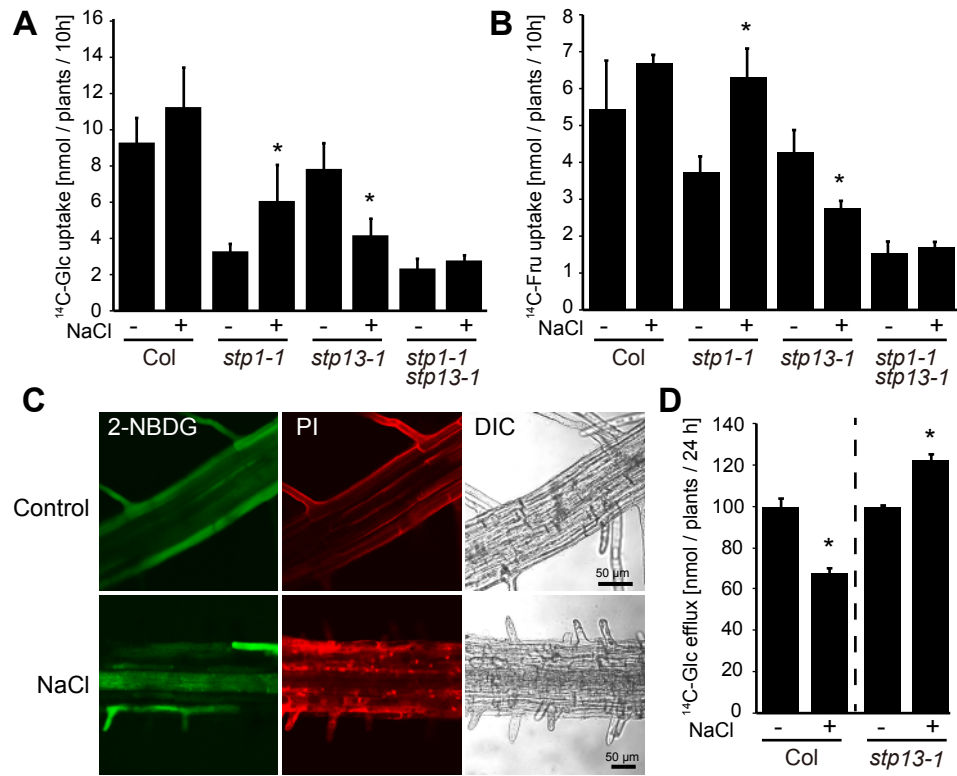 A
¹⁴C-Glc uptake [nmol / plants / 10h]
16
14
12
10
8
6
4
2
0
*
*
NaCl - + - + - + - +
Col stp1-1 stp13-1 stp1-1
stp13-1
B
¹⁴C-Fru uptake [nmol / plants / 10h]
8
7
6
5
4
3
2
1
0
*
*
NaCl - + - + - + - +
Col stp1-1 stp13-1 stp1-1
stp13-1
C
2-NBDG PI DIC
Control
50 µm
NaCl
50 µm
D
¹⁴C-Glc efflux [nmol / plants / 24 h]
140
120
100
80
60
40
20
0
*
*
NaCl - + - +
Col stp13-1